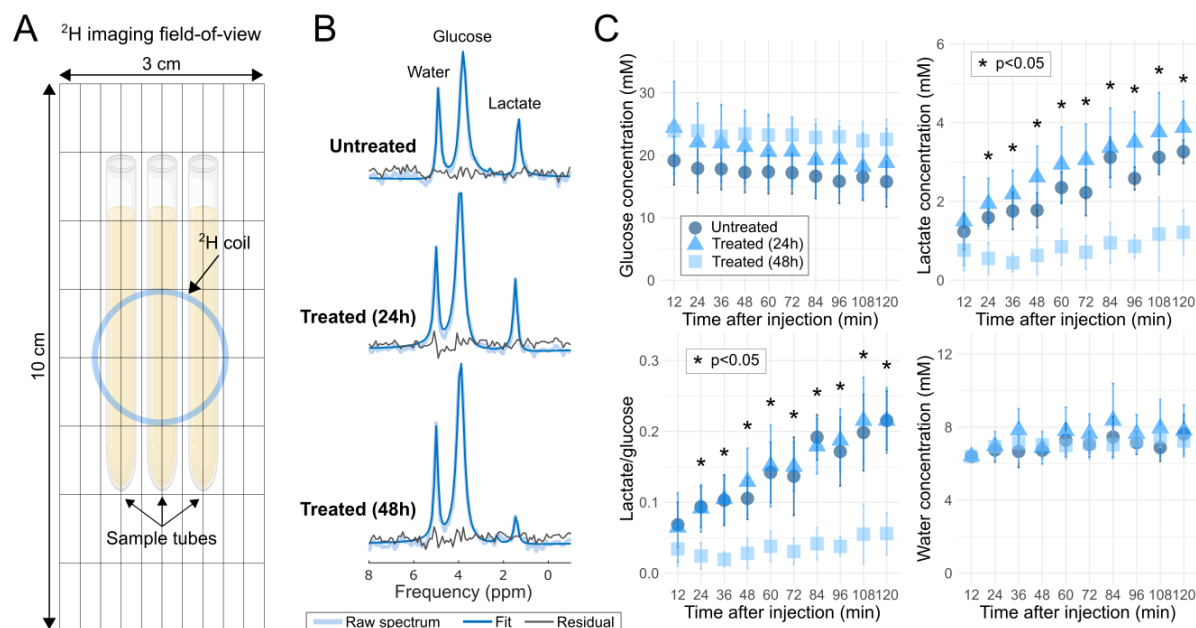 A
²H imaging field-of-view
3 cm
10 cm
²H coil
Sample tubes
B
Glucose
Water
Lactate
Untreated
Treated (24h)
Treated (48h)
8 6 4 2 0
Frequency (ppm)
Raw spectrum Fit Residual
C
Glucose concentration (mM)
30
20
10
0
Untreated
Treated (24h)
Treated (48h)
12 24 36 48 60 72 84 96 108 120
Time after injection (min)
Lactate concentration (mM)
6
4
2
0
* p<0.05
* * * * * * * * *
12 24 36 48 60 72 84 96 108 120
Time after injection (min)
Lactate/glucose
0.3
0.2
0.1
0.0
* p<0.05
* * * * * * * * *
12 24 36 48 60 72 84 96 108 120
Time after injection (min)
Water concentration (mM)
12
8
4
0
12 24 36 48 60 72 84 96 108 120
Time after injection (min)